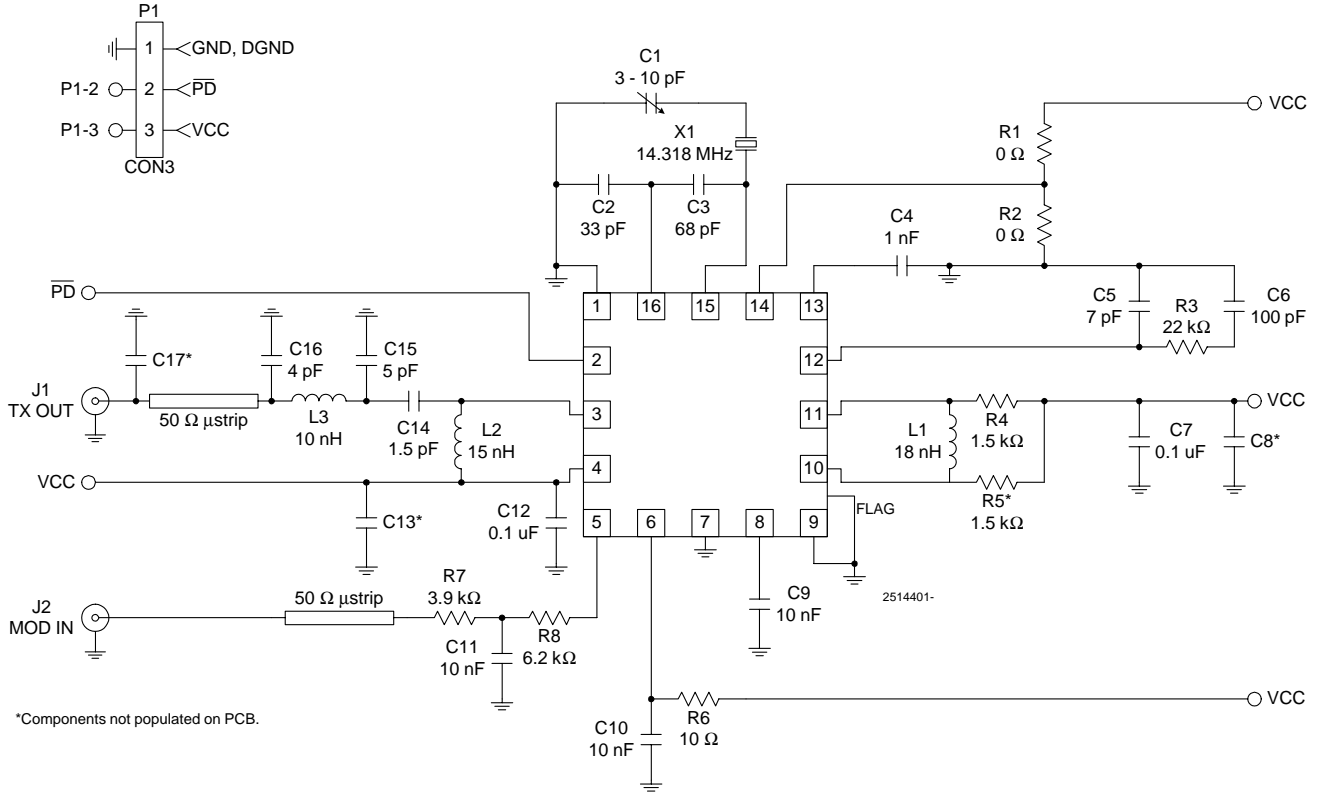 P1
1
GND, DGND
P1-2
2
PD
P1-3
3
VCC
CON3
C1
3 - 10 pF
X1
14.318 MHz
C2
33 pF
C3
68 pF
VCC
R1
0 Ω
R2
0 Ω
C4
1 nF
PD
1
16
15
14
13
C5
7 pF
R3
22 kΩ
C6
100 pF
C17*
C16
4 pF
C15
5 pF
2
12
J1
TX OUT
50 Ω µstrip
L3
10 nH
C14
1.5 pF
L2
15 nH
3
11
L1
18 nH
R4
1.5 kΩ
VCC
C7
0.1 uF
C8*
VCC
4
10
R5*
1.5 kΩ
C13*
C12
0.1 uF
5
6
7
8
9
FLAG
J2
MOD IN
50 Ω µstrip
R7
3.9 kΩ
C11
10 nF
R8
6.2 kΩ
C9
10 nF
2514401-
*Components not populated on PCB.
C10
10 nF
R6
10 Ω
VCC